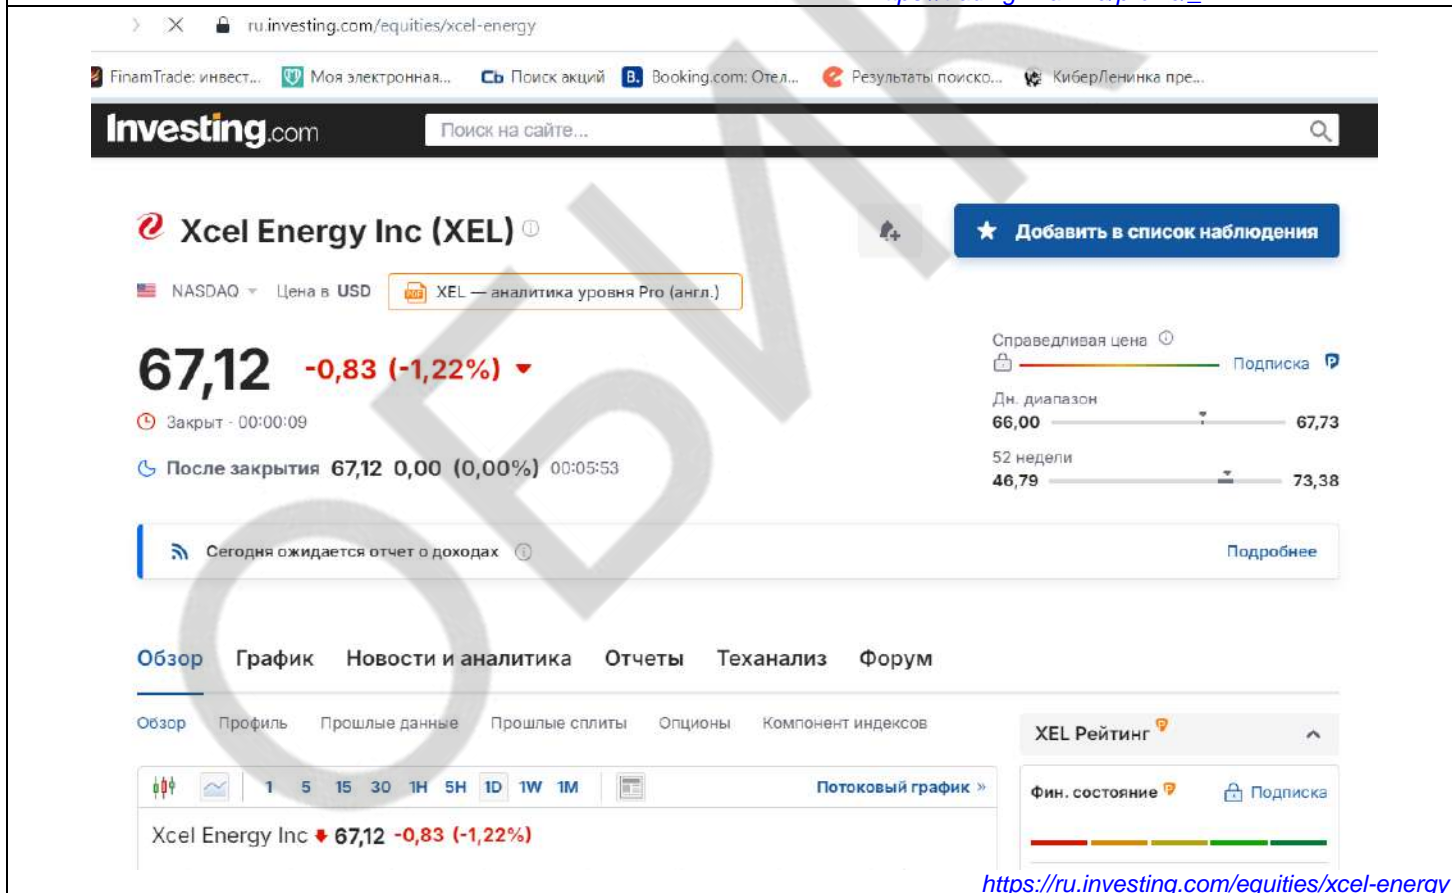 ru.investing.com/equities/xcel-energy
FinamTrade: инвест... Моя электронная... Сь Поиск акций B. Booking.com: Отел... Результаты поиско... КиберЛенинка пре...
Investing.com Поиск на сайте...
Xcel Energy Inc (XEL)
Добавить в список наблюдения
NASDAQ Цена в USD XEL — аналитика уровня Pro (англ.)
67,12 -0,83 (-1,22%)
Справедливая цена
Подписка
Закрыт - 00:00:09
Дн. диапазон
66,00 67,73
После закрытия 67,12 0,00 (0,00%) 00:05:53
52 недели
46,79 73,38
Сегодня ожидается отчет о доходах Подробнее
Обзор График Новости и аналитика Отчеты Теханализ Форум
Обзор Профиль Прошлые данные Прошлые сплиты Опционы Компонент индексов
XEL Рейтинг
1 5 15 30 1H 5H 1D 1W 1M Потоковый график »
Фин. состояние Подписка
Xcel Energy Inc 67,12 -0,83 (-1,22%)
https://ru.investing.com/equities/xcel-energy